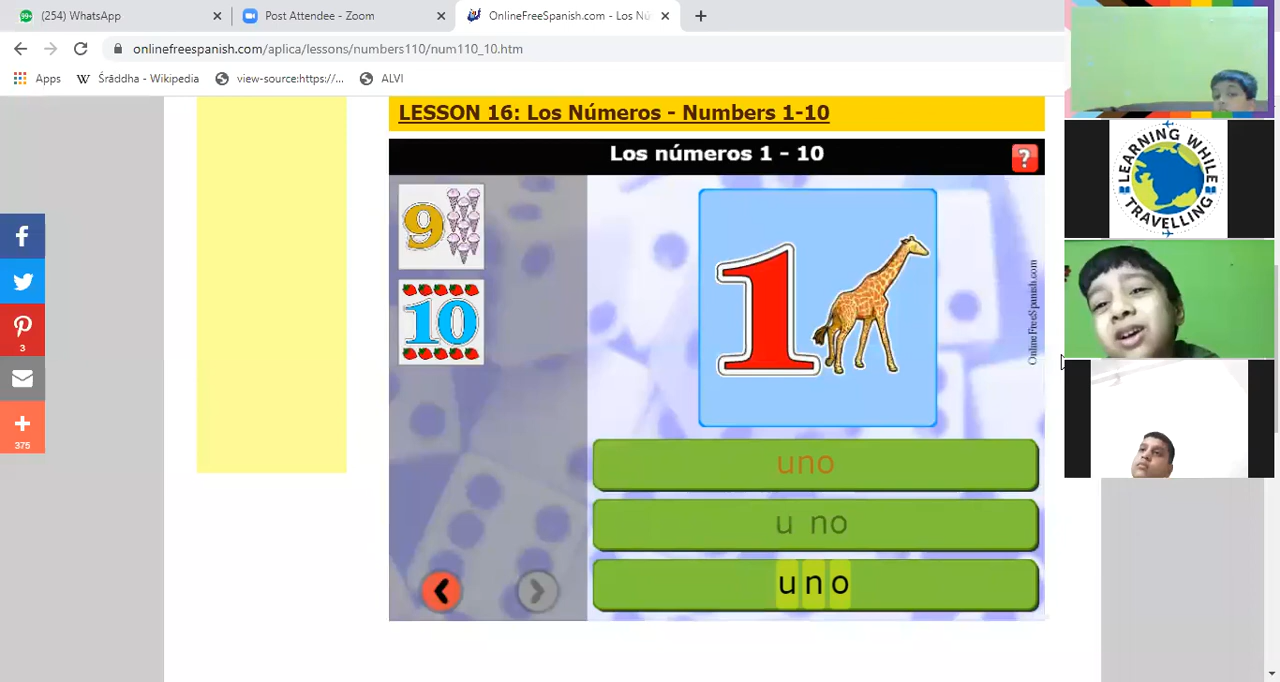 99+ (254) WhatsApp
Post Attendee - Zoom
OnlineFreeSpanish.com - Los Nú
onlinefreespanish.com/aplica/lessons/numbers110/num110_10.htm
Apps
W Śrāddha - Wikipedia
view-source:https://...
ALVI
LESSON 16: Los Números - Numbers 1-10
Los números 1 - 10
?
9
10
1
OnlineFreeSpanish.com
uno
u no
uno
3
375
LEARNING WHILE
TRAVELLING